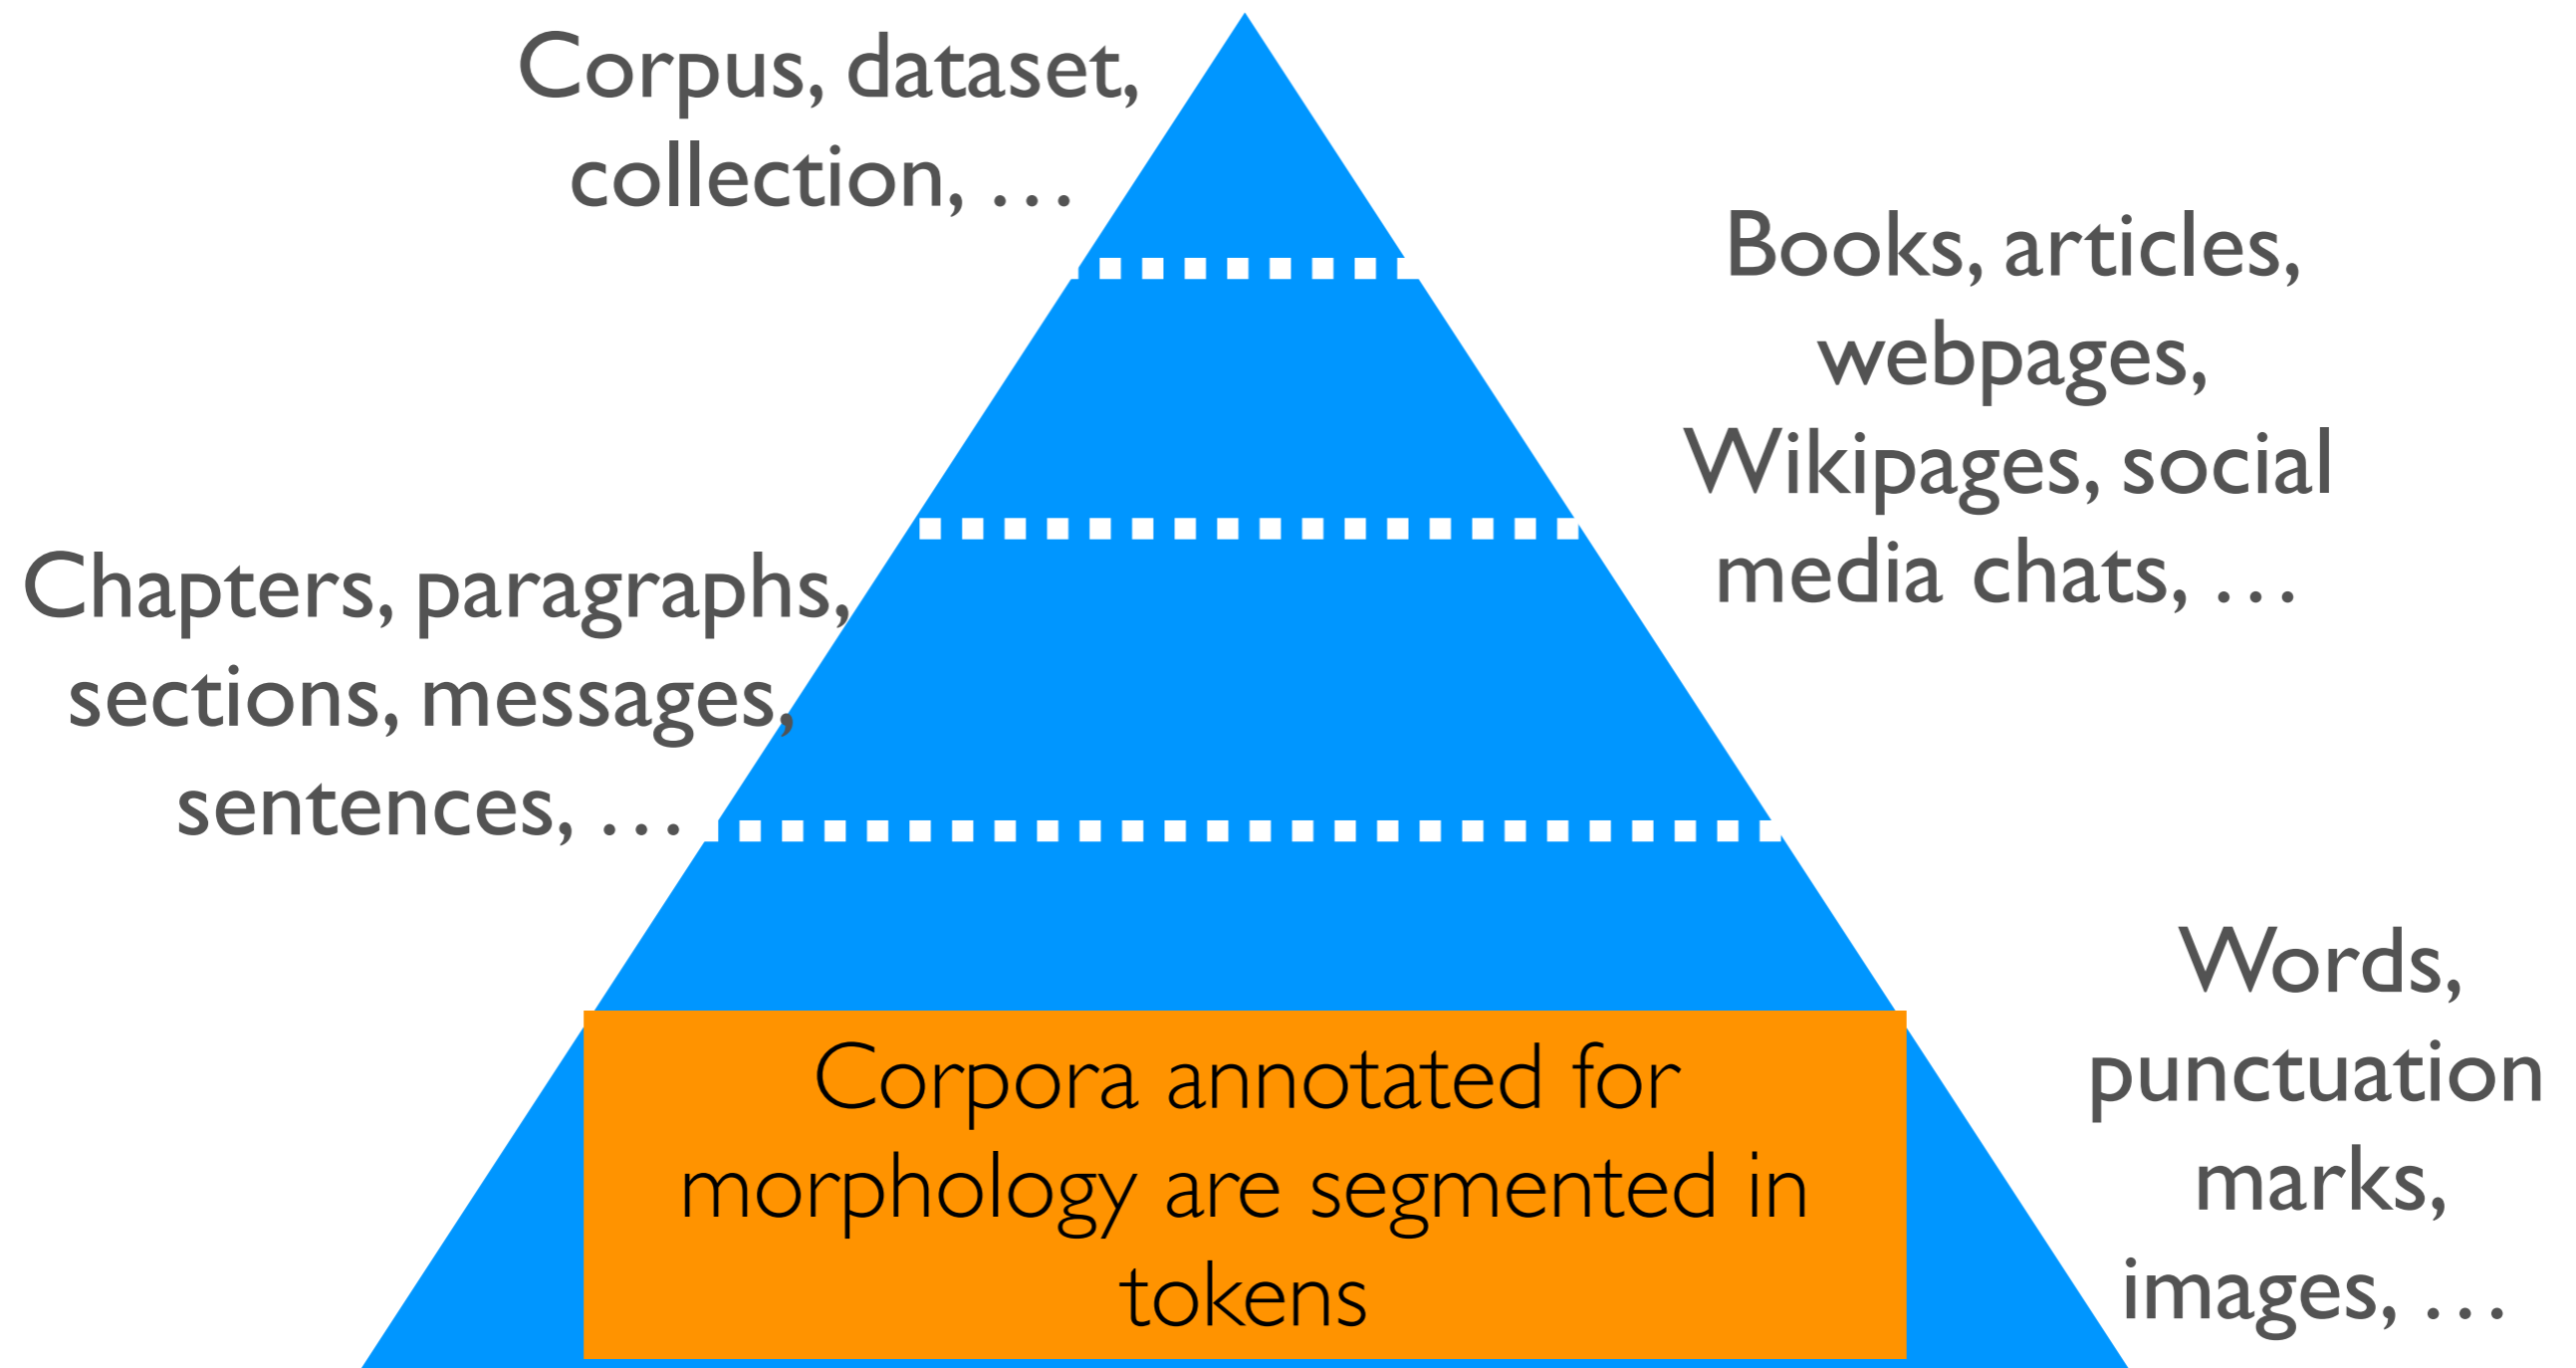 Corpus, dataset,
collection, …
Books, articles,
webpages,
Wikipages, social
media chats, …
Chapters, paragraphs,
sections, messages,
sentences, …
Words,
punctuation
marks,
images, …
Corpora annotated for
morphology are segmented in
tokens